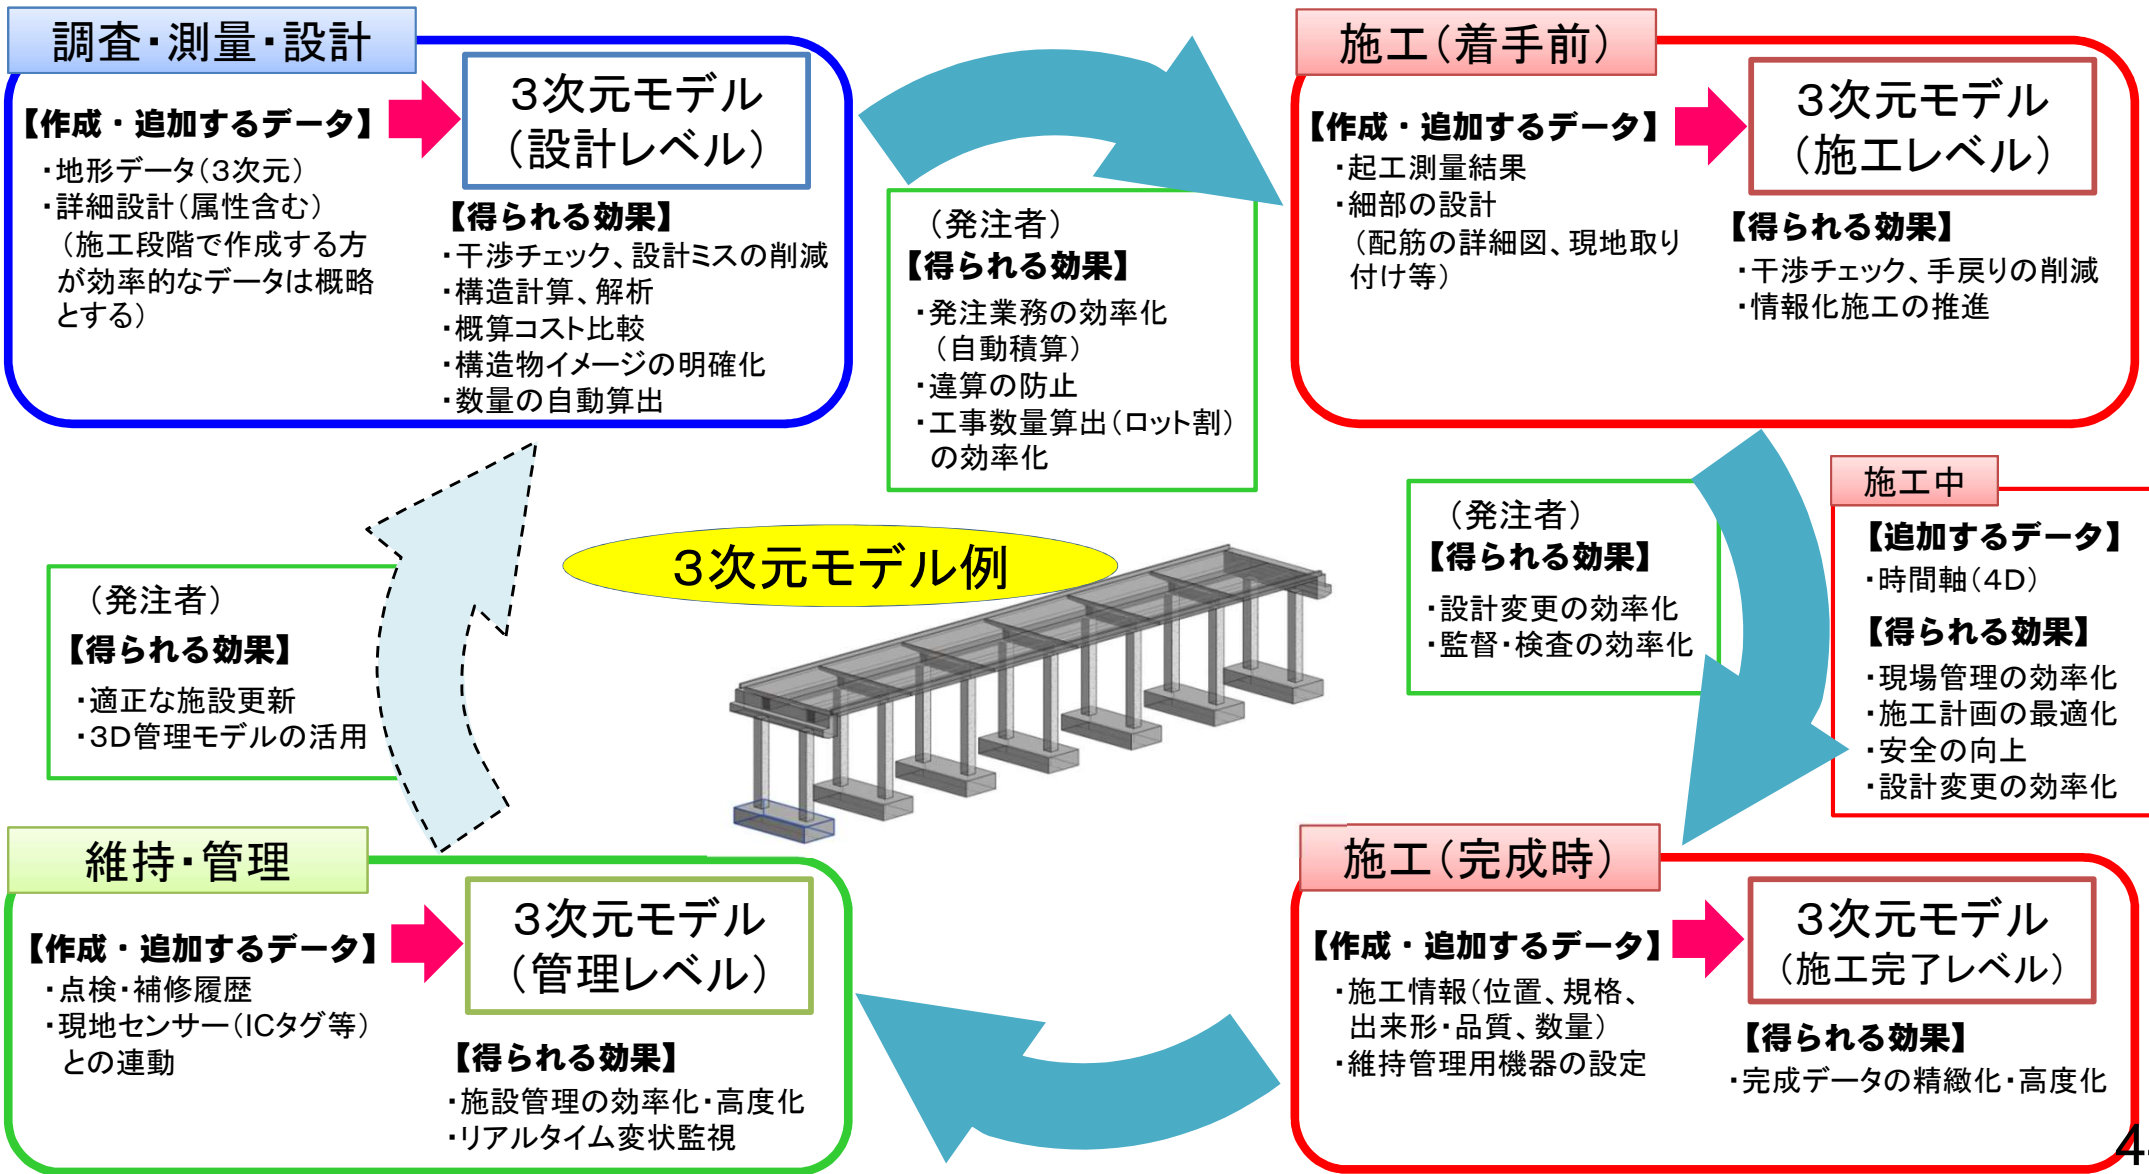 調査・測量・設計
【作成・追加するデータ】
・地形データ(3次元)
・詳細設計(属性含む)
(施工段階で作成する方
が効率的なデータは概略
とする)
3次元モデル
(設計レベル)
【得られる効果】
・干渉チェック、設計ミスの削減
・構造計算、解析
・概算コスト比較
・構造物イメージの明確化
・数量の自動算出
(発注者)
【得られる効果】
・発注業務の効率化
(自動積算)
・違算の防止
・工事数量算出(ロット割)
の効率化
施工(着手前)
【作成・追加するデータ】
・起工測量結果
・細部の設計
(配筋の詳細図、現地取り
付け等)
3次元モデル
(施工レベル)
【得られる効果】
・干渉チェック、手戻りの削減
・情報化施工の推進
(発注者)
【得られる効果】
・設計変更の効率化
・監督・検査の効率化
施工中
【追加するデータ】
・時間軸(4D)
【得られる効果】
・現場管理の効率化
・施工計画の最適化
・安全の向上
・設計変更の効率化
3次元モデル例
(発注者)
【得られる効果】
・適正な施設更新
・3D管理モデルの活用
維持・管理
【作成・追加するデータ】
・点検・補修履歴
・現地センサー(ICタグ等)
との連動
3次元モデル
(管理レベル)
【得られる効果】
・施設管理の効率化・高度化
・リアルタイム変状監視
施工(完成時)
【作成・追加するデータ】
・施工情報(位置、規格、
出来形・品質、数量)
・維持管理用機器の設定
3次元モデル
(施工完了レベル)
【得られる効果】
・完成データの精緻化・高度化